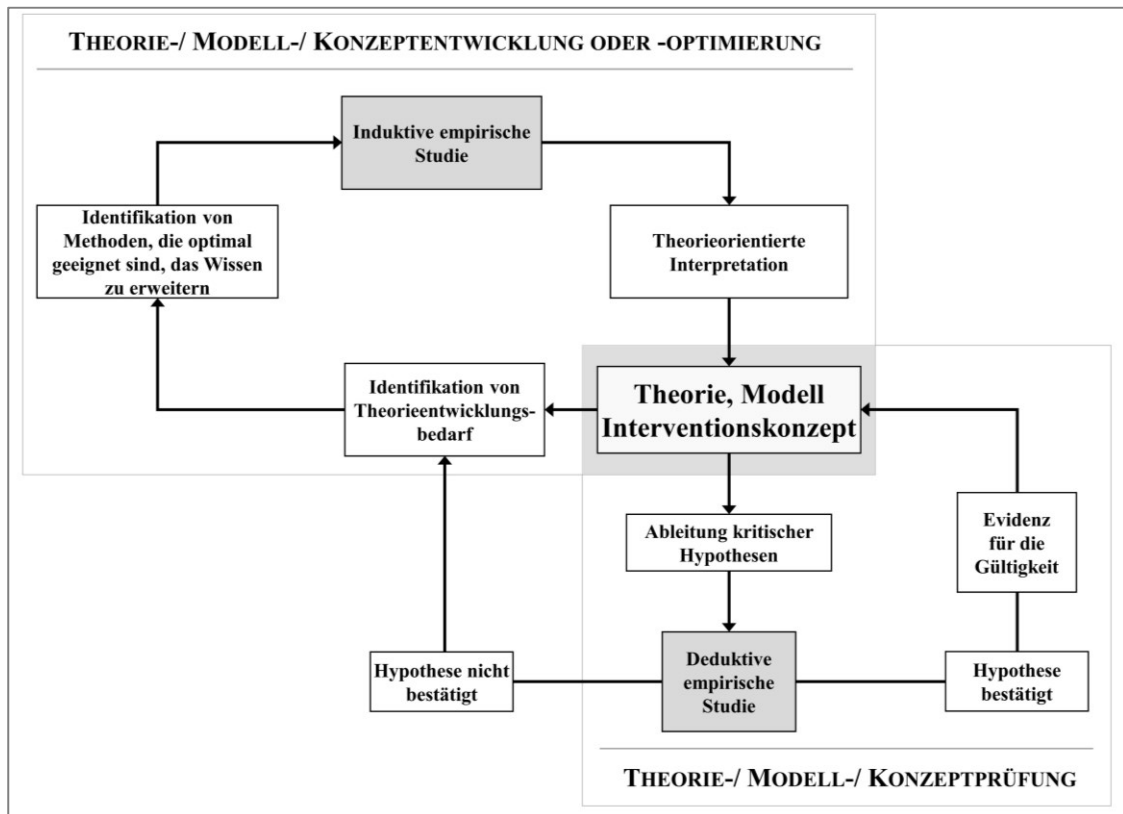 THEORIE-/ MODELL-/ KONZEPTENTWICKLUNG ODER -OPTIMIERUNG
Induktive empirische
Studie
Identifikation von
Methoden, die optimal
geeignet sind, das Wissen
zu erweitern
Theorieorientierte
Interpretation
Identifikation von
Theorieentwicklungs-
bedarf
Theorie, Modell
Interventionskonzept
Ableitung kritischer
Hypothesen
Evidenz
für die
Gültigkeit
Hypothese nicht
bestätigt
Deduktive
empirische
Studie
Hypothese
bestätigt
THEORIE-/ MODELL-/ KONZEPTPRÜFUNG